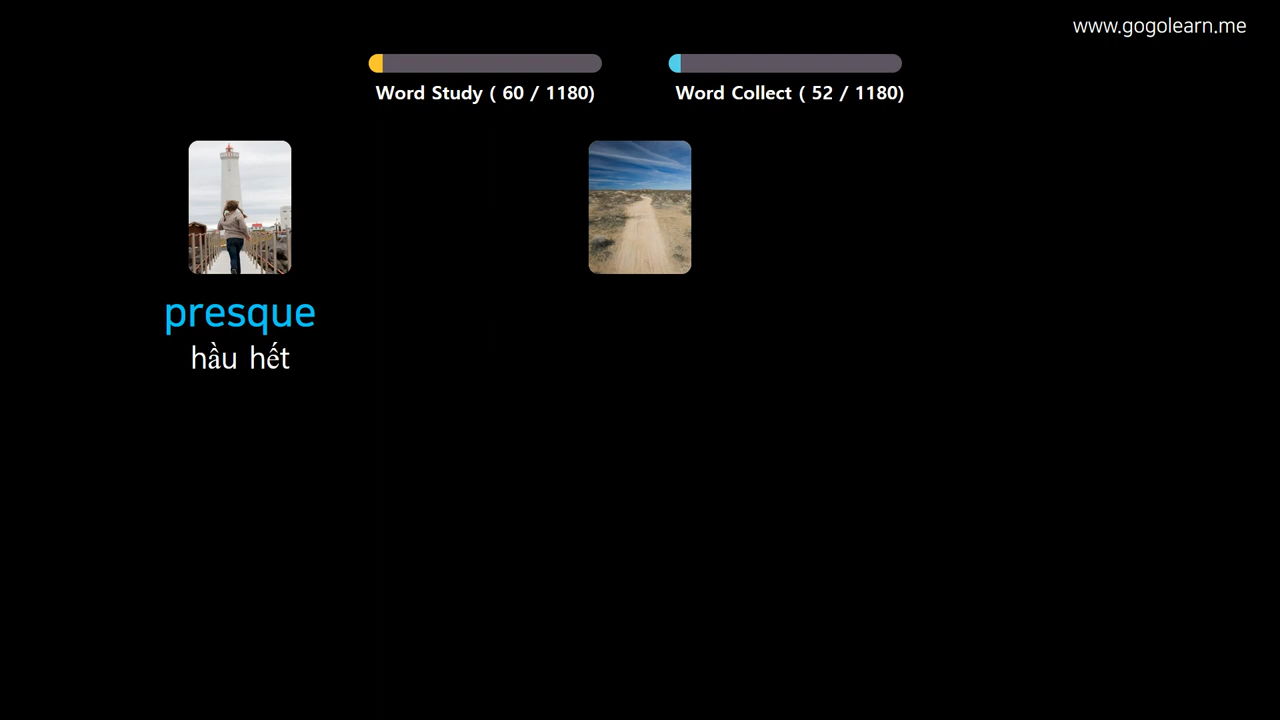 www.gogolearn.me
Word Study ( 60 / 1180)
Word Collect ( 52 / 1180)
presque
hầu hết